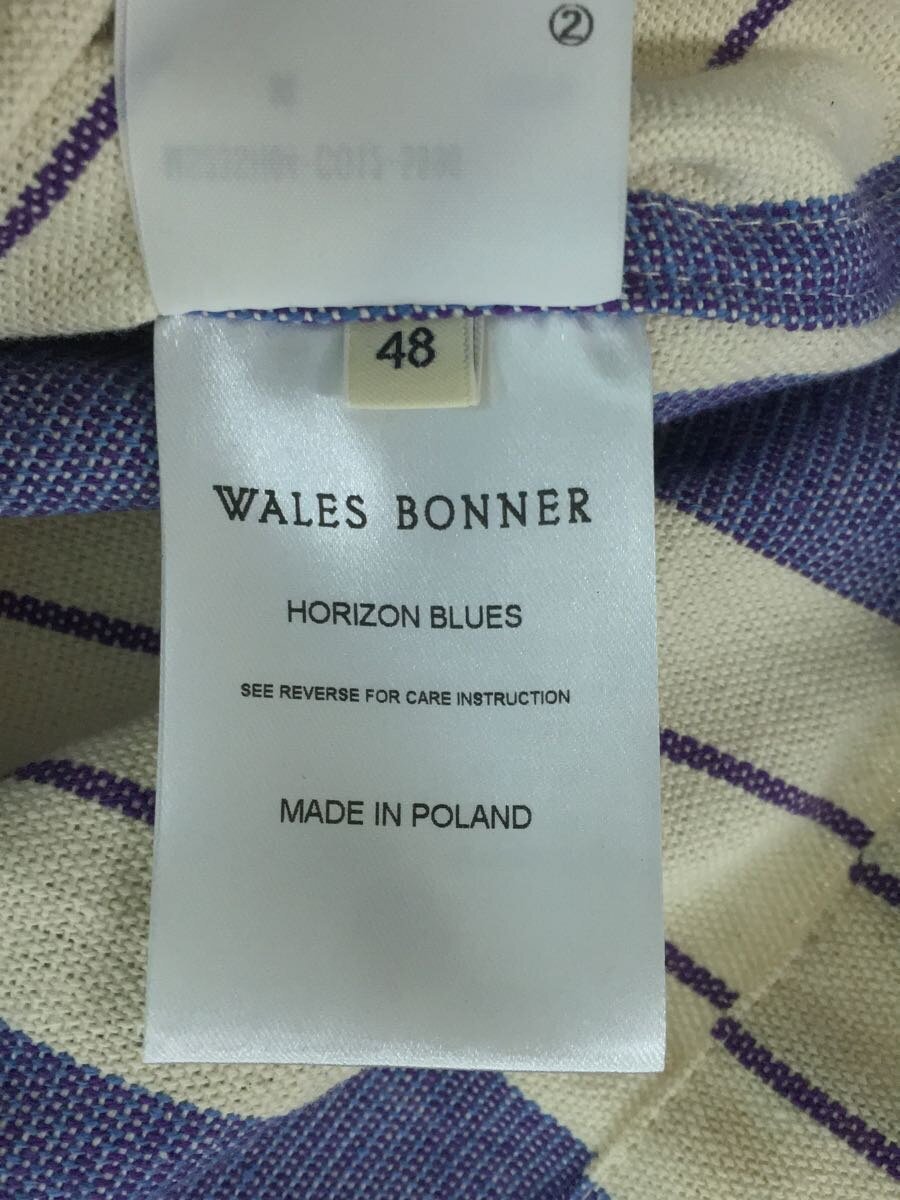 ②
48
WALES BONNER
HORIZON BLUES
SEE REVERSE FOR CARE INSTRUCTION
MADE IN POLAND